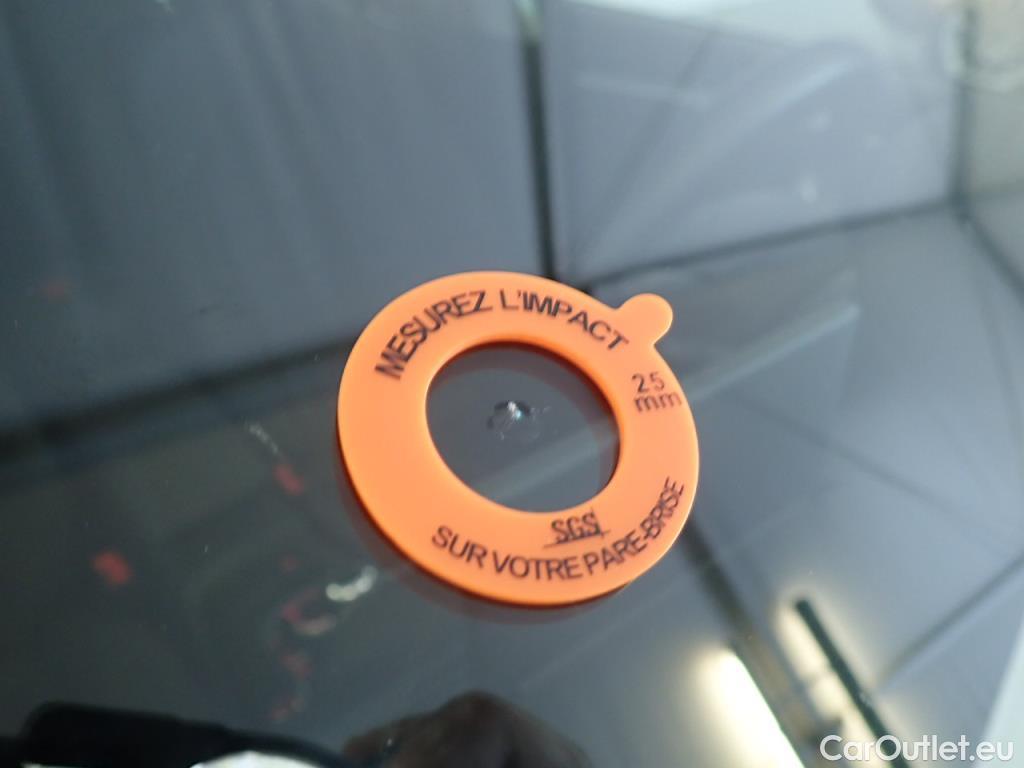 MESUREZ L'IMPACT
25
mm
SGS
SUR VOTRE PARE-BRISE
CarOutlet.eu